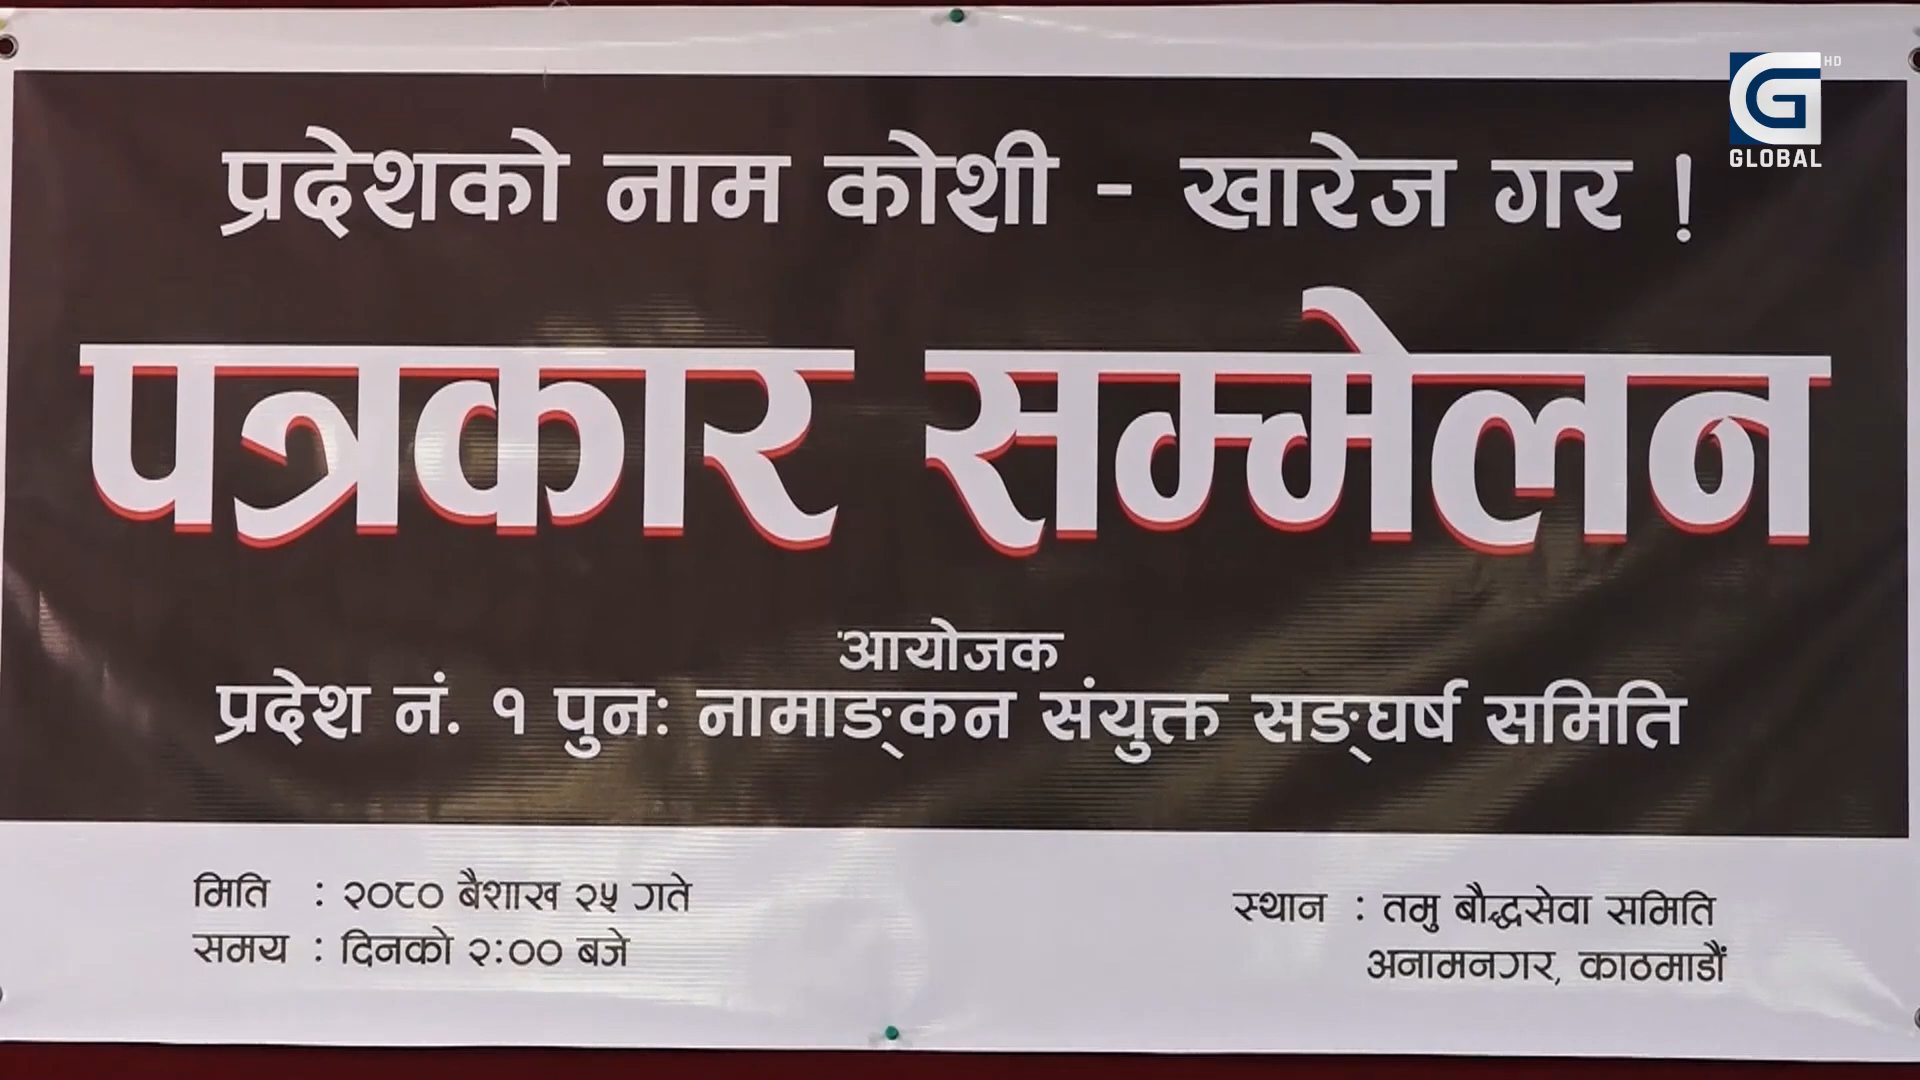 प्रदेशको नाम कोशी - खारेज गर !
पत्रकार सम्मेलन
आयोजक
प्रदेश नं. १ पुनः नामाङ्कन संयुक्त सङ्घर्ष समिति
मिति : २०८० बैशाख २५ गते
समय : दिनको २:०० बजे
स्थान : तमु बौद्धसेवा समिति
अनामनगर, काठमाडौं
G HD
GLOBAL